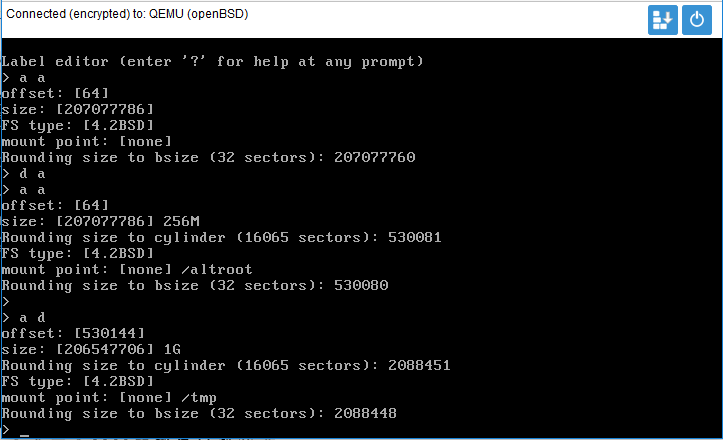 Connected (encrypted) to: QEMU (openBSD)
Label editor (enter '?' for help at any prompt)
> a a
offset: [64]
size: [207077786]
FS type: [4.2BSD]
mount point: [none]
Rounding size to bsize (32 sectors): 207077760
> d a
> a a
offset: [64]
size: [207077786] 256M
Rounding size to cylinder (16065 sectors): 530081
FS type: [4.2BSD]
mount point: [none] /altroot
Rounding size to bsize (32 sectors): 530080
>
> a d
offset: [530144]
size: [206547706] 1G
Rounding size to cylinder (16065 sectors): 2088451
FS type: [4.2BSD]
mount point: [none] /tmp
Rounding size to bsize (32 sectors): 2088448
> _